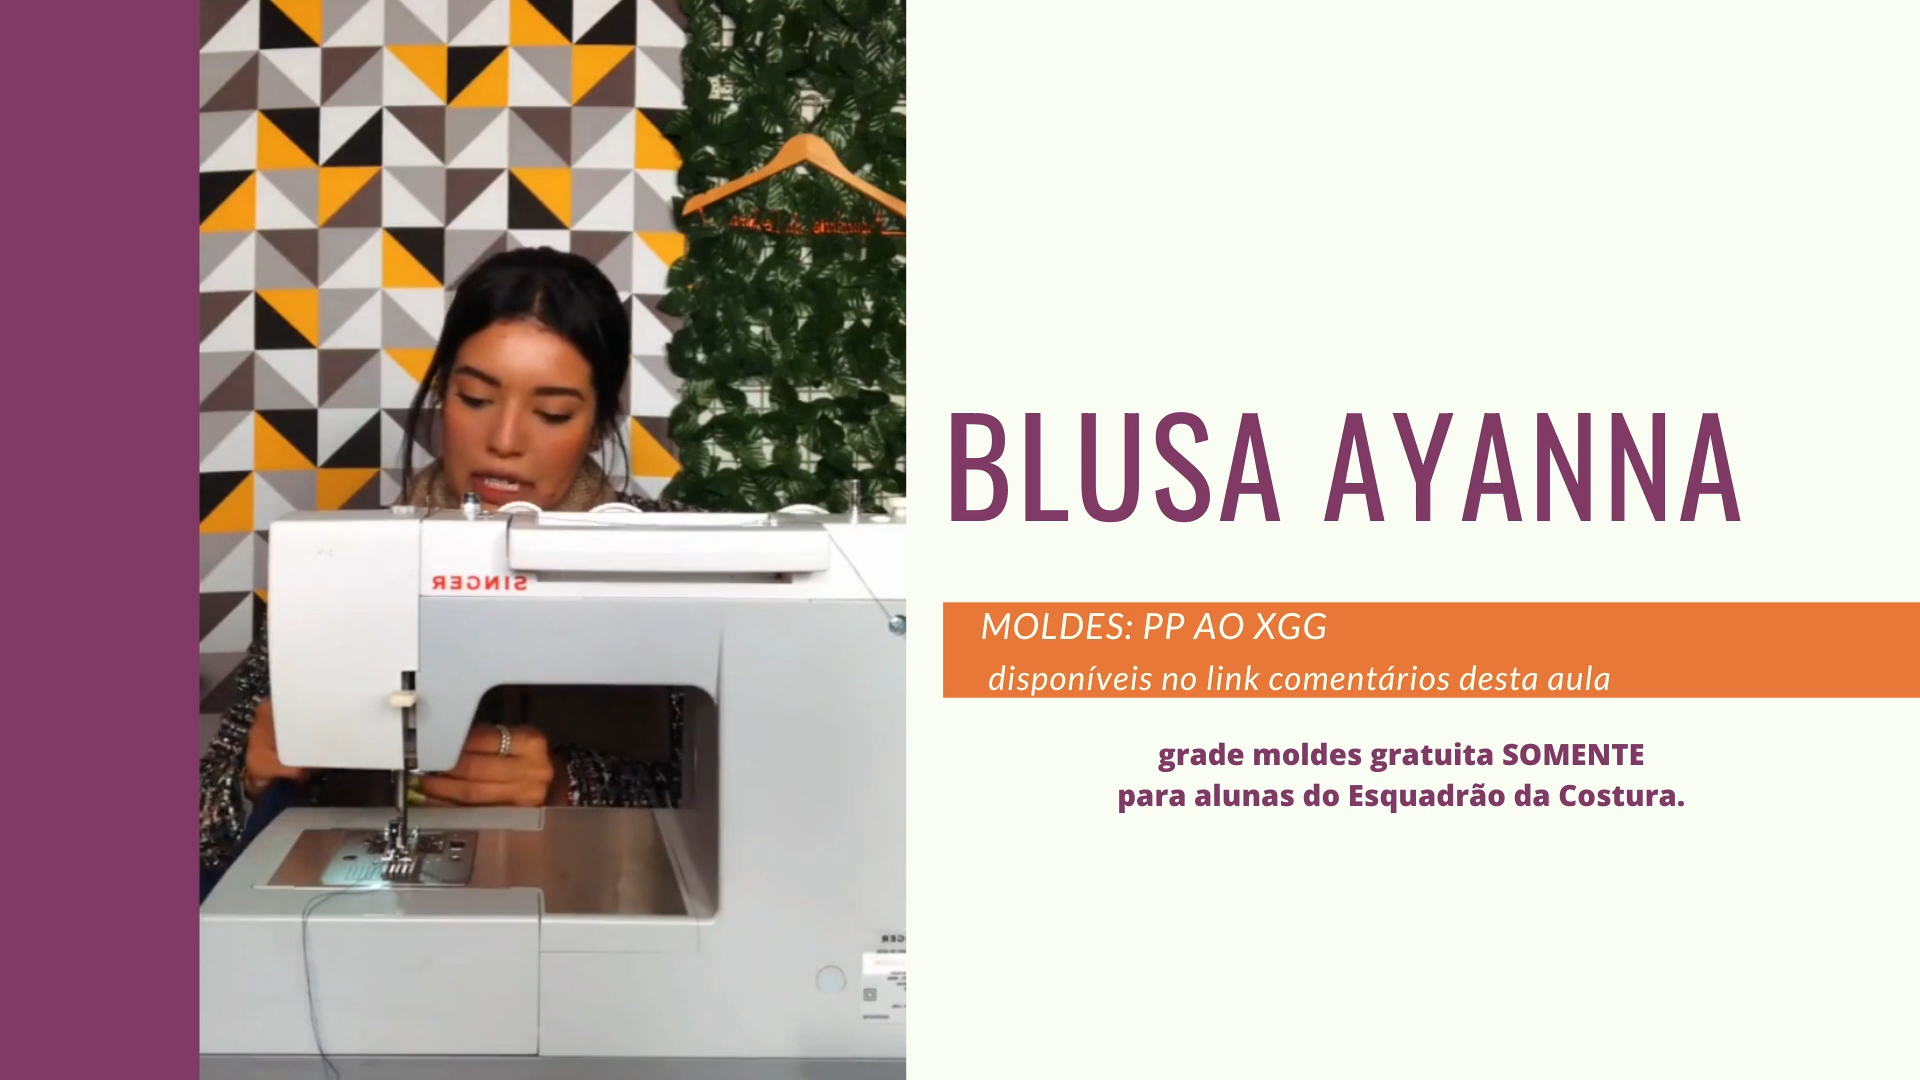 BLUSA AYANNA
MOLDES: PP AO XGG
disponíveis no link comentários desta aula
grade moldes gratuita SOMENTE
para alunas do Esquadrão da Costura.
SINGER